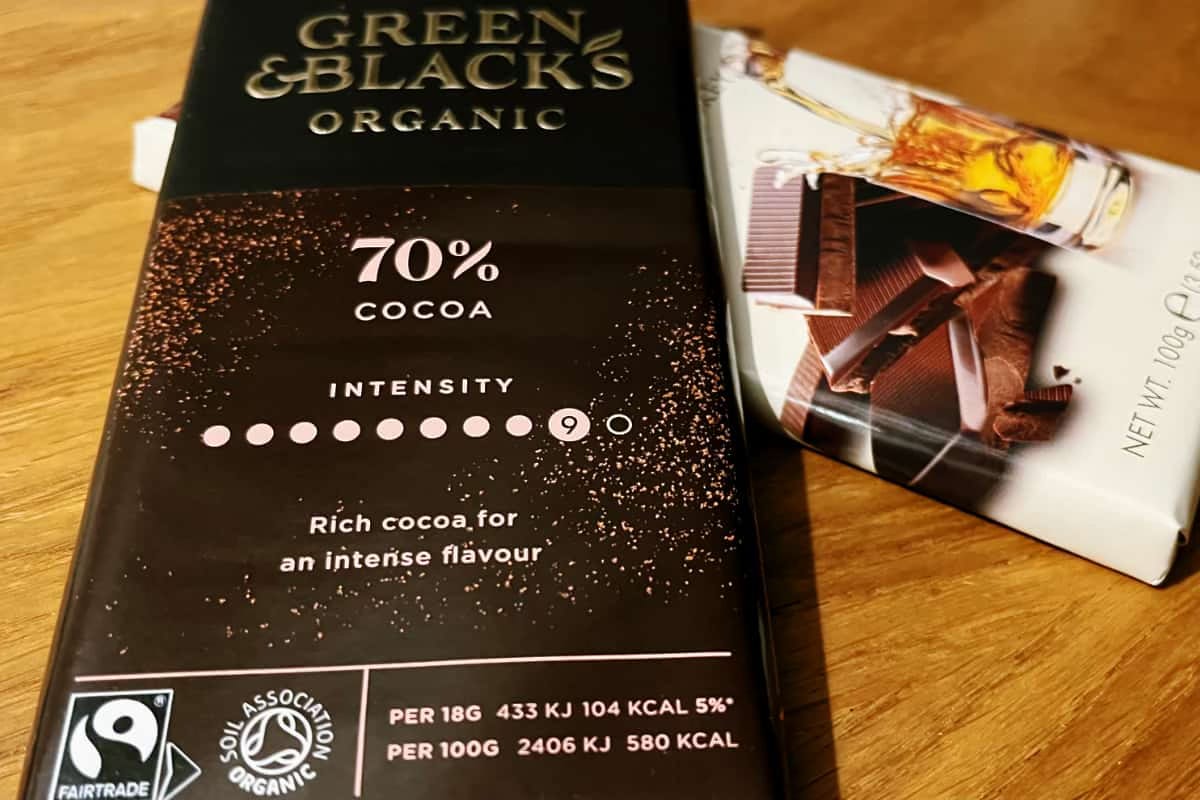 GREEN
&BLACK'S
ORGANIC
70%
COCOA
INTENSITY
9
Rich cocoa for
an intense flavour
FAIRTRADE
®
SOIL ASSOCIATION
ORGANIC
PER 18G 433 KJ 104 KCAL 5%*
PER 100G 2406 KJ 580 KCAL
NET WT. 100g ℮